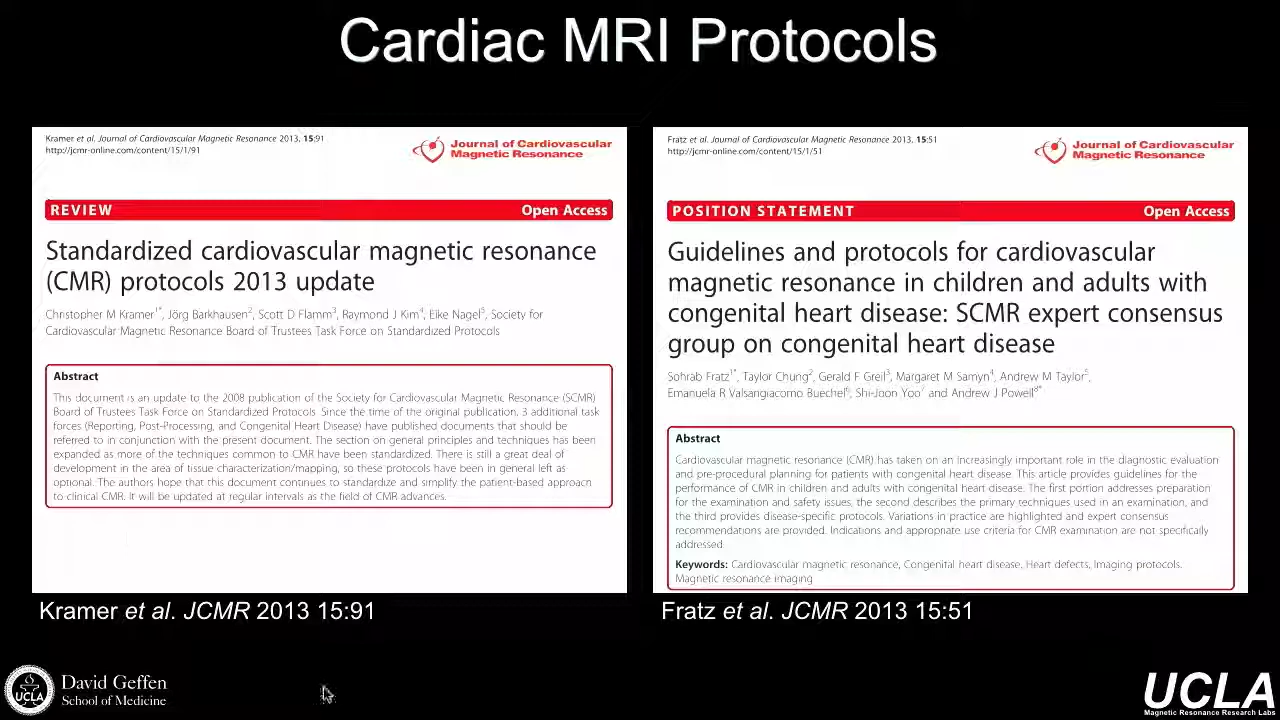 Cardiac MRI Protocols
Kramer et al. Journal of Cardiovascular Magnetic Resonance 2013, 15:91
http://jcmr-online.com/content/15/1/91
Journal of Cardiovascular
Magnetic Resonance
REVIEW
Open Access
Standardized cardiovascular magnetic resonance
(CMR) protocols 2013 update
Christopher M Kramer1*, Jörg Barkhausen2, Scott D Flamm3, Raymond J Kim4, Eike Nagel5, Society for
Cardiovascular Magnetic Resonance Board of Trustees Task Force on Standardized Protocols
Abstract
This document is an update to the 2008 publication of the Society for Cardiovascular Magnetic Resonance (SCMR)
Board of Trustees Task Force on Standardized Protocols. Since the time of the original publication, 3 additional task
forces (Reporting, Post-Processing, and Congenital Heart Disease) have published documents that should be
referred to in conjunction with the present document. The section on general principles and techniques has been
expanded as more of the techniques common to CMR have been standardized. There is still a great deal of
development in the area of tissue characterization/mapping, so these protocols have been in general left as
optional. The authors hope that this document continues to standardize and simplify the patient-based approach
to clinical CMR. It will be updated at regular intervals as the field of CMR advances.
Kramer et al. JCMR 2013 15:91
Fratz et al. Journal of Cardiovascular Magnetic Resonance 2013, 15:51
http://jcmr-online.com/content/15/1/51
Journal of Cardiovascular
Magnetic Resonance
POSITION STATEMENT
Open Access
Guidelines and protocols for cardiovascular
magnetic resonance in children and adults with
congenital heart disease: SCMR expert consensus
group on congenital heart disease
Sohrab Fratz1*, Taylor Chung2, Gerald F Greil3, Margaret M Samyn4, Andrew M Taylor5,
Emanuela R Valsangiacomo Buechel6, Shi-Joon Yoo7 and Andrew J Powell8*
Abstract
Cardiovascular magnetic resonance (CMR) has taken on an increasingly important role in the diagnostic evaluation
and pre-procedural planning for patients with congenital heart disease. This article provides guidelines for the
performance of CMR in children and adults with congenital heart disease. The first portion addresses preparation
for the examination and safety issues, the second describes the primary techniques used in an examination, and
the third provides disease-specific protocols. Variations in practice are highlighted and expert consensus
recommendations are provided. Indications and appropriate use criteria for CMR examination are not specifically
addressed.
Keywords: Cardiovascular magnetic resonance, Congenital heart disease, Heart defects, Imaging protocols,
Magnetic resonance imaging
Fratz et al. JCMR 2013 15:51
UCLA
David Geffen
School of Medicine
UCLA
Magnetic Resonance Research Labs